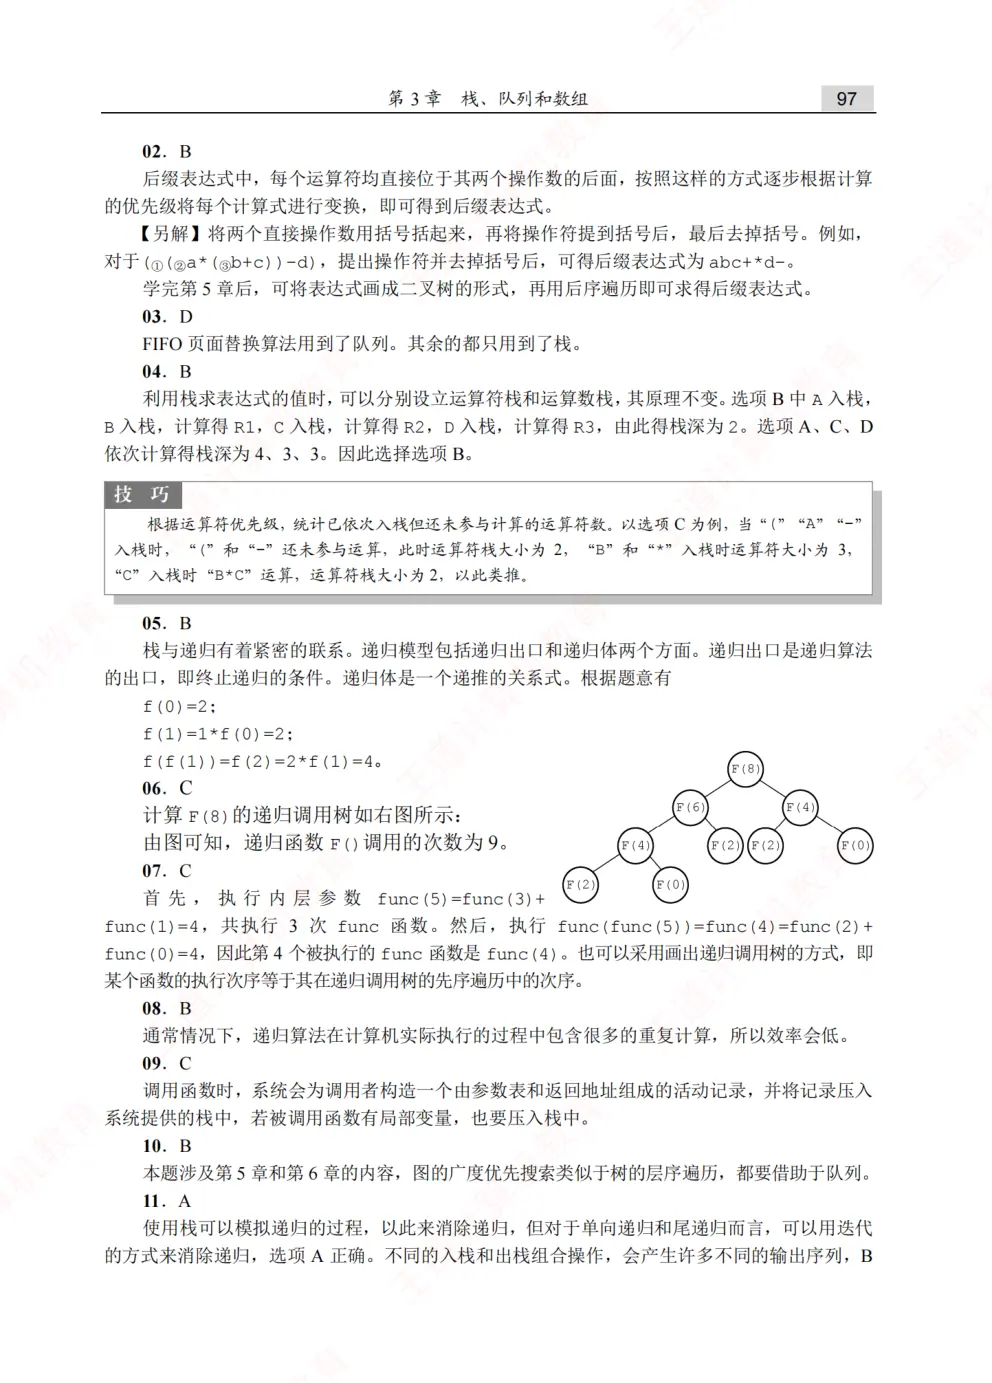 第 3 章 栈、队列和数组 97
02．B
后缀表达式中，每个运算符均直接位于其两个操作数的后面，按照这样的方式逐步根据计算
的优先级将每个计算式进行变换，即可得到后缀表达式。
【另解】将两个直接操作数用括号括起来，再将操作符提到括号后，最后去掉括号。例如，
对于(①(②a*(③b+c))-d)，提出操作符并去掉括号后，可得后缀表达式为 abc+*d-。
学完第 5 章后，可将表达式画成二叉树的形式，再用后序遍历即可求得后缀表达式。
03．D
FIFO 页面替换算法用到了队列。其余的都只用到了栈。
04．B
利用栈求表达式的值时，可以分别设立运算符栈和运算数栈，其原理不变。选项 B 中 A 入栈，
B 入栈，计算得 R1，C 入栈，计算得 R2，D 入栈，计算得 R3，由此得栈深为 2。选项 A、C、D
依次计算得栈深为 4、3、3。因此选择选项 B。
技 巧
根据运算符优先级，统计已依次入栈但还未参与计算的运算符数。以选项 C 为例，当“(”“A”“-”
入栈时，“(”和“-”还未参与运算，此时运算符栈大小为 2，“B”和“*”入栈时运算符大小为 3，
“C”入栈时“B*C”运算，运算符栈大小为 2，以此类推。
05．B
栈与递归有着紧密的联系。递归模型包括递归出口和递归体两个方面。递归出口是递归算法
的出口，即终止递归的条件。递归体是一个递推的关系式。根据题意有
f(0)=2;
f(1)=1*f(0)=2;
f(f(1))=f(2)=2*f(1)=4。
06．C
计算 F(8)的递归调用树如右图所示：
由图可知，递归函数 F()调用的次数为 9。
F(8)
F(6) F(4)
F(4) F(2) F(2) F(0)
F(2) F(0)
07．C
首先，执行内层参数 func(5)=func(3)+
func(1)=4，共执行 3 次 func 函数。然后，执行 func(func(5))=func(4)=func(2)+
func(0)=4，因此第 4 个被执行的 func 函数是 func(4)。也可以采用画出递归调用树的方式，即
某个函数的执行次序等于其在递归调用树的先序遍历中的次序。
08．B
通常情况下，递归算法在计算机实际执行的过程中包含很多的重复计算，所以效率会低。
09．C
调用函数时，系统会为调用者构造一个由参数表和返回地址组成的活动记录，并将记录压入
系统提供的栈中，若被调用函数有局部变量，也要压入栈中。
10．B
本题涉及第 5 章和第 6 章的内容，图的广度优先搜索类似于树的层序遍历，都要借助于队列。
11．A
使用栈可以模拟递归的过程，以此来消除递归，但对于单向递归和尾递归而言，可以用迭代
的方式来消除递归，选项 A 正确。不同的入栈和出栈组合操作，会产生许多不同的输出序列，B